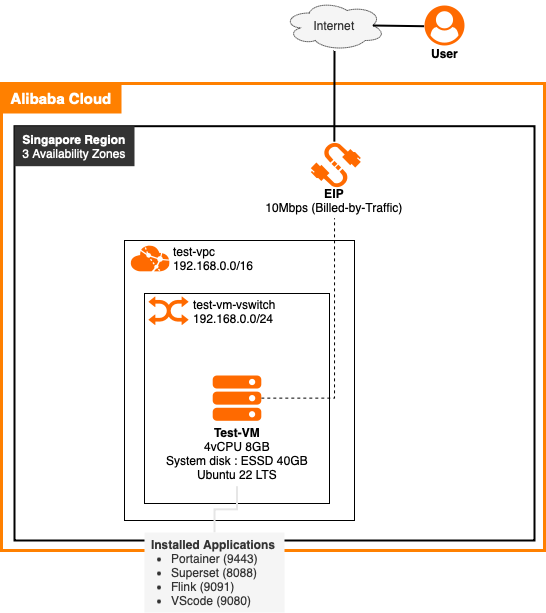 Internet
User
Alibaba Cloud
Singapore Region
3 Availability Zones
EIP
10Mbps (Billed-by-Traffic)
test-vpc
192.168.0.0/16
test-vm-vswitch
192.168.0.0/24
Test-VM
4vCPU 8GB
System disk : ESSD 40GB
Ubuntu 22 LTS
Installed Applications
• Portainer (9443)
• Superset (8088)
• Flink (9091)
• VScode (9080)